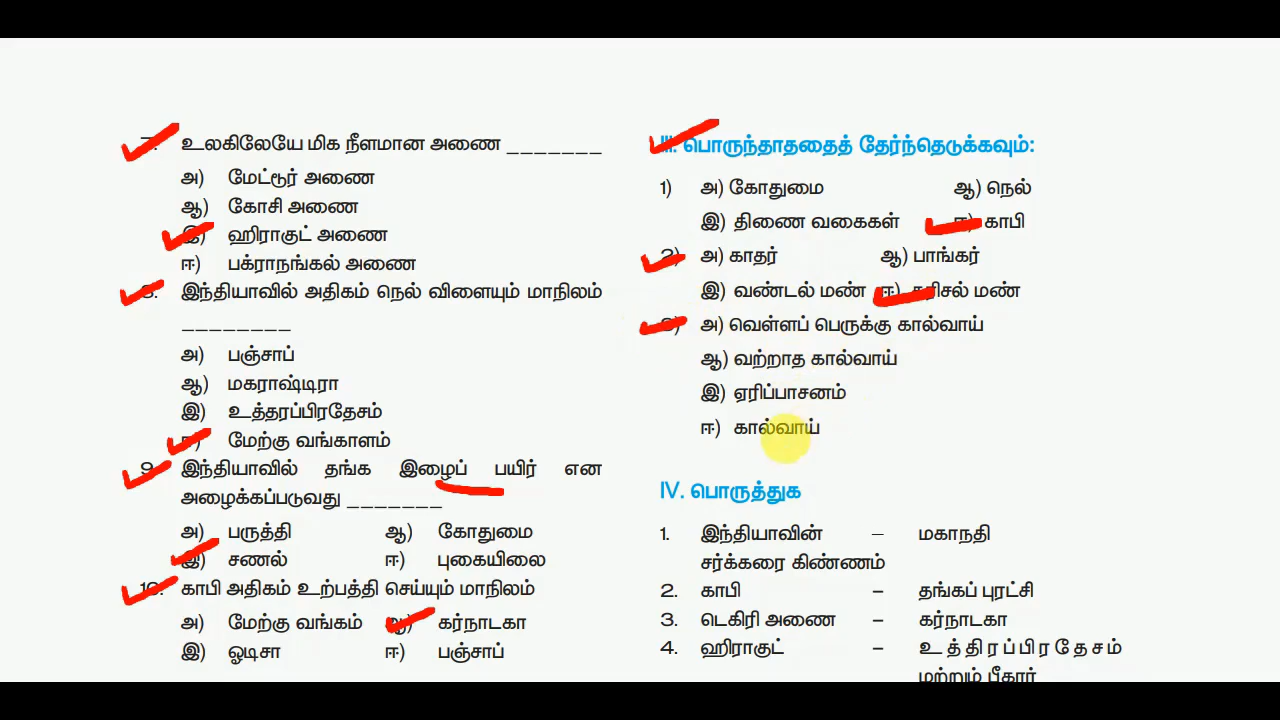 உலகிலேயே மிக நீளமான அணை _______
அ) மேட்டூர் அணை
ஆ) கோசி அணை
இ) ஹிராகுட் அணை
ஈ) பக்ராநங்கல் அணை
8. இந்தியாவில் அதிகம் நெல் விளையும் மாநிலம்
________
அ) பஞ்சாப்
ஆ) மகராஷ்டிரா
இ) உத்தரப்பிரதேசம்
ஈ) மேற்கு வங்காளம்
9. இந்தியாவில் தங்க இழைப் பயிர் என
அழைக்கப்படுவது _______
அ) பருத்தி ஆ) கோதுமை
இ) சணல் ஈ) புகையிலை
10. காபி அதிகம் உற்பத்தி செய்யும் மாநிலம்
அ) மேற்கு வங்கம் ஆ) கர்நாடகா
இ) ஓடிசா ஈ) பஞ்சாப்
III. பொருந்தாததைத் தேர்ந்தெடுக்கவும்:
1) அ) கோதுமை ஆ) நெல்
இ) திணை வகைகள் ஈ) காபி
2) அ) காதர் ஆ) பாங்கர்
இ) வண்டல் மண் ஈ) கரிசல் மண்
3) அ) வெள்ளப் பெருக்கு கால்வாய்
ஆ) வற்றாத கால்வாய்
இ) ஏரிப்பாசனம்
ஈ) கால்வாய்
IV. பொருத்துக
1. இந்தியாவின் – மகாநதி
சர்க்கரை கிண்ணம்
2. காபி – தங்கப் புரட்சி
3. டெகிரி அணை – கர்நாடகா
4. ஹிராகுட் – உத்திரப்பிரதேசம்
மற்றும் பீகார்